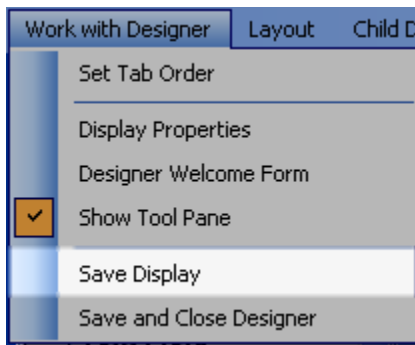 Work with Designer Layout Child D
Set Tab Order
Display Properties
Designer Welcome Form
Show Tool Pane
Save Display
Save and Close Designer